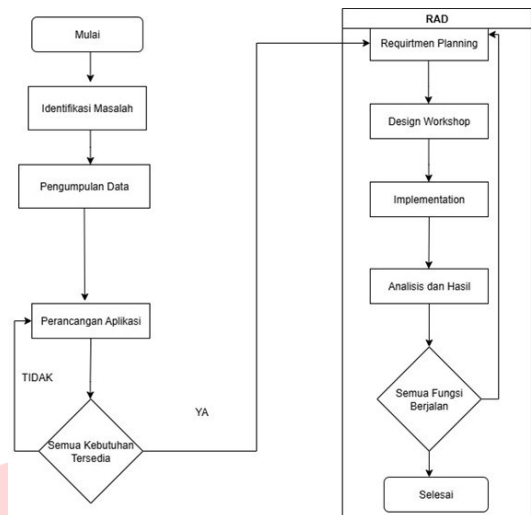 Mulai
Identifikasi Masalah
Pengumpulan Data
Perancangan Aplikasi
TIDAK
Semua Kebutuhan
Tersedia
YA
RAD
Requirtmen Planning
Design Workshop
Implementation
Analisis dan Hasil
Semua Fungsi
Berjalan
Selesai